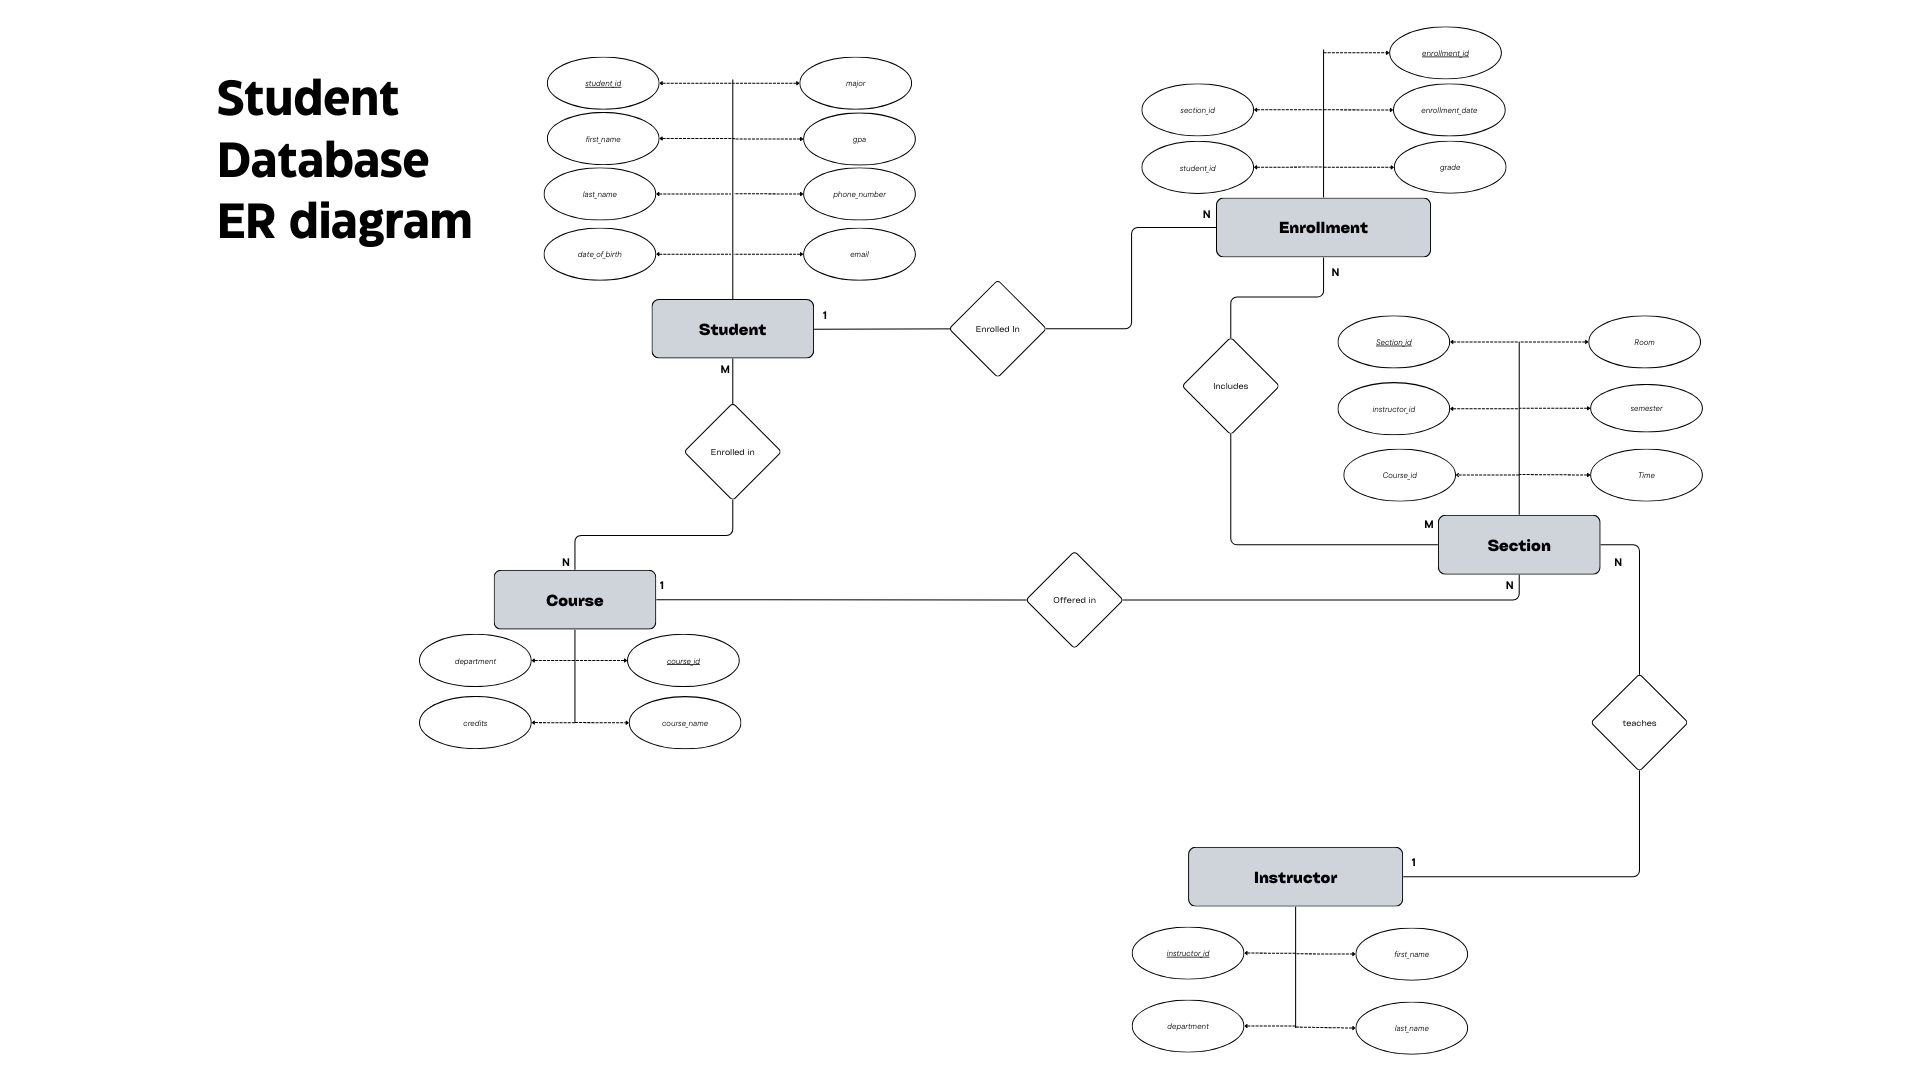 Student
Database
ER diagram
student_id
major
first_name
gpa
last_name
phone_number
date_of_birth
email
Student
1
M
Enrolled In
enrollment_id
section_id
enrollment_date
student_id
grade
N
Enrollment
N
Includes
Section_id
Room
instructor_id
semester
Course_id
Time
M
Section
N
N
Enrolled in
N
Course
1
Offered in
department
course_id
credits
course_name
teaches
Instructor
1
instructor_id
first_name
department
last_name